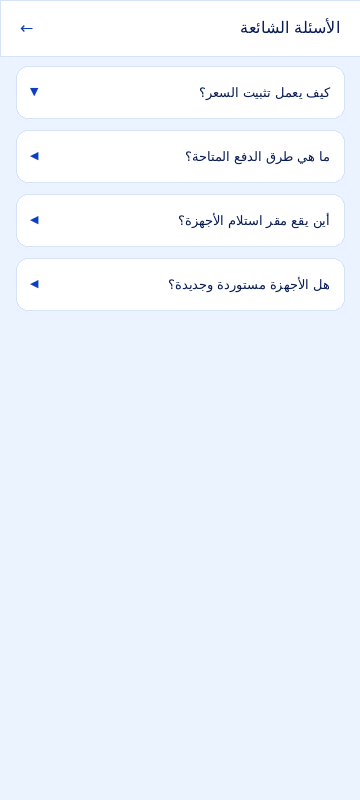 الأسئلة الشائعة ←
كيف يعمل تثبيت السعر؟ ▼
ما هي طرق الدفع المتاحة؟ ◀
أين يقع مقر استلام الأجهزة؟ ◀
هل الأجهزة مستوردة وجديدة؟ ◀